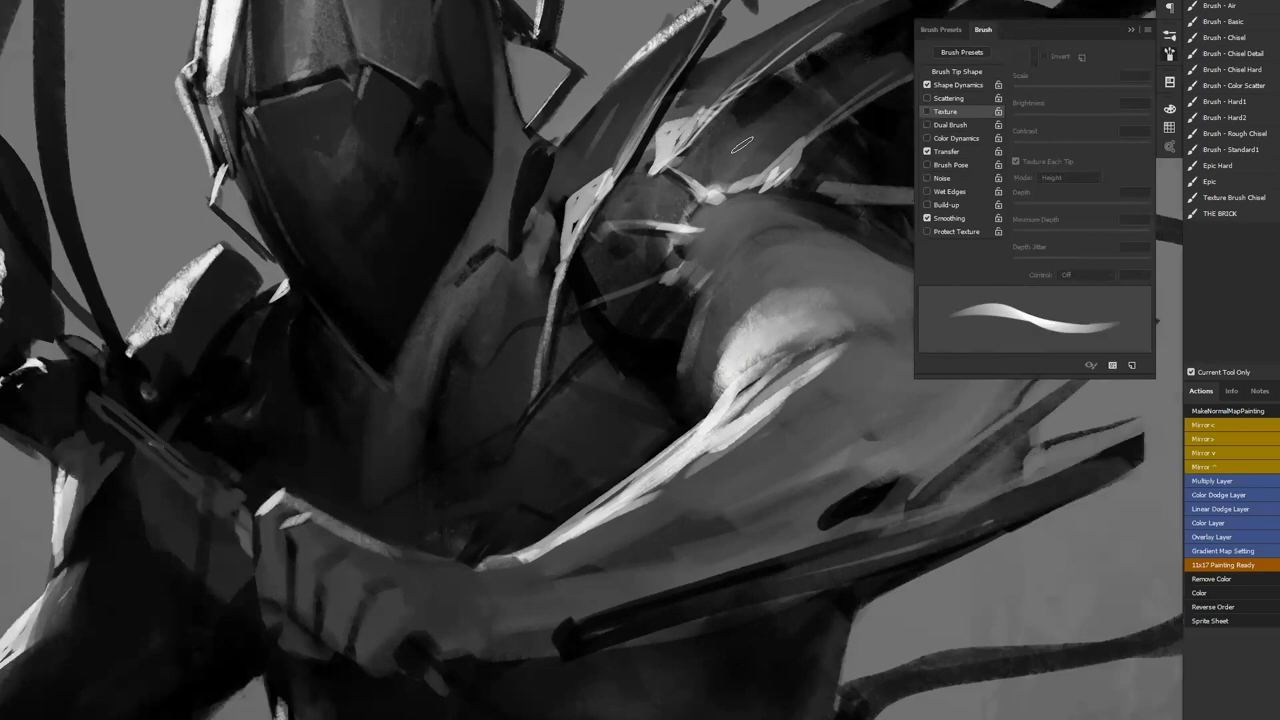 Brush Presets Brush
Brush Presets
Brush Tip Shape
Shape Dynamics
Scattering
Texture
Dual Brush
Color Dynamics
Transfer
Brush Pose
Noise
Wet Edges
Build-up
Smoothing
Protect Texture
Invert
Scale
Brightness
Contrast
Texture Each Tip
Mode: Height
Depth
Minimum Depth
Depth Jitter
Control: Off
Brush - Air
Brush - Basic
Brush - Chisel
Brush - Chisel Detail
Brush - Chisel Hard
Brush - Color Scatter
Brush - Hard1
Brush - Hard2
Brush - Rough Chisel
Brush - Standard1
Epic Hard
Epic
Texture Brush Chisel
THE BRICK
Current Tool Only
Actions Info Notes
MakeNormalMapPainting
Mirror<
Mirror>
Mirror v
Mirror ^
Multiply Layer
Color Dodge Layer
Linear Dodge Layer
Color Layer
Overlay Layer
Gradient Map Setting
11x17 Painting Ready
Remove Color
Color
Reverse Order
Sprite Sheet